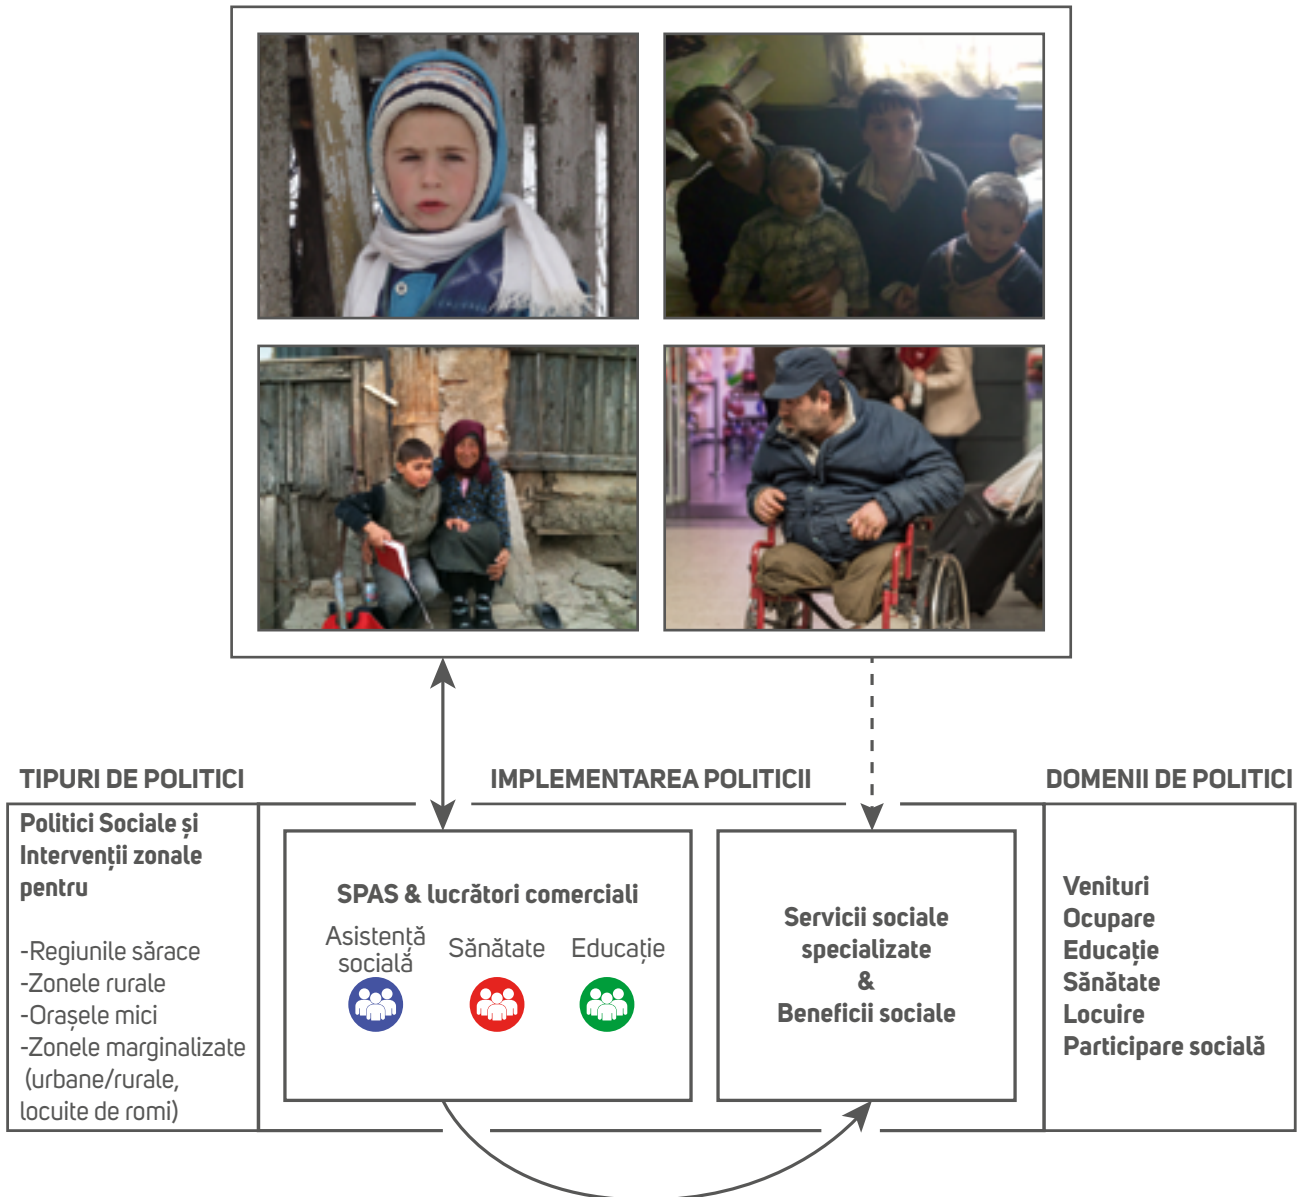 TIPURI DE POLITICI
IMPLEMENTAREA POLITICII
DOMENII DE POLITICI
Politici Sociale și
Intervenții zonale
pentru
-Regiunile sărace
-Zonele rurale
-Orașele mici
-Zonele marginalizate
(urbane/rurale,
locuite de romi)
SPAS & lucrători comerciali
Asistență
socială
Sănătate
Educație
Servicii sociale
specializate
&
Beneficii sociale
Venituri
Ocupare
Educație
Sănătate
Locuire
Participare socială